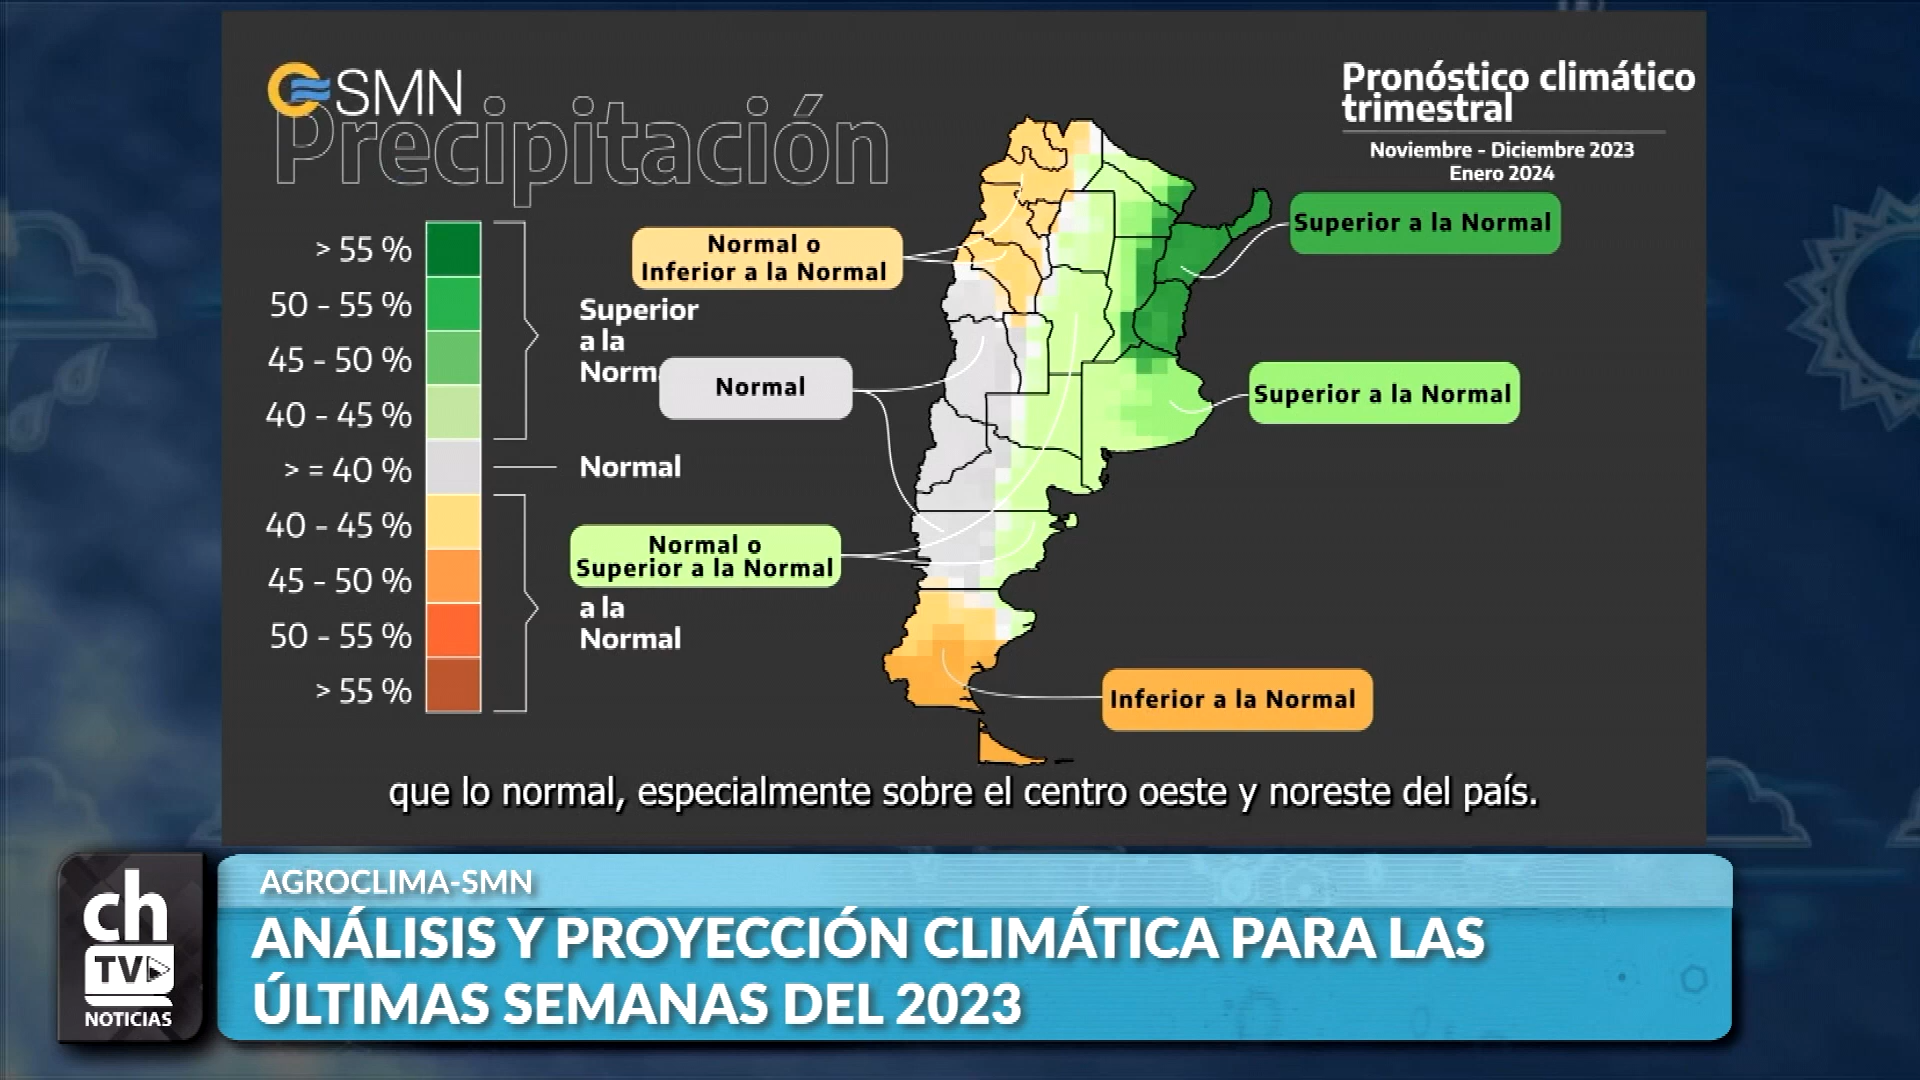 SMN
Precipitación
Pronóstico climático
trimestral
Noviembre - Diciembre 2023
Enero 2024
> 55 %
50 - 55 %
45 - 50 %
40 - 45 %
> = 40 %
40 - 45 %
45 - 50 %
50 - 55 %
> 55 %
Superior
a la
Norma
Normal
a la
Normal
Normal o
Inferior a la Normal
Normal
Normal o
Superior a la Normal
Superior a la Normal
Superior a la Normal
Inferior a la Normal
que lo normal, especialmente sobre el centro oeste y noreste del país.
AGROCLIMA-SMN
ANÁLISIS Y PROYECCIÓN CLIMÁTICA PARA LAS
ÚLTIMAS SEMANAS DEL 2023
ch
TV
NOTICIAS